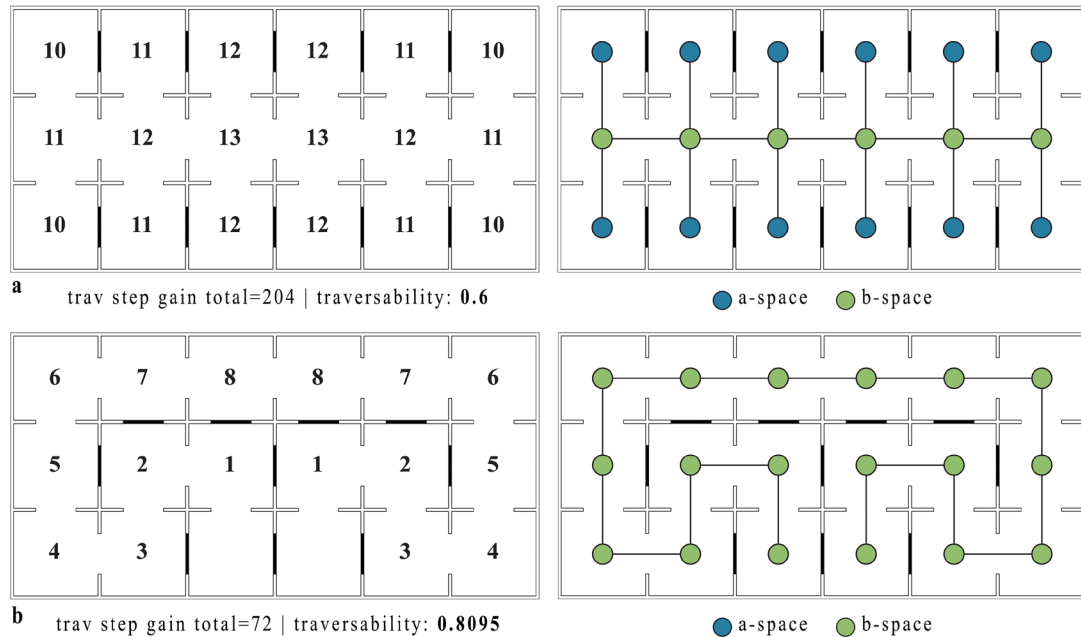 10 11 12 12 11 10
11 12 13 13 12 11
10 11 12 12 11 10
a
trav step gain total=204 | traversability: 0.6
a-space b-space
6 7 8 8 7 6
5 2 1 1 2 5
4 3 3 4
b
trav step gain total=72 | traversability: 0.8095
a-space b-space